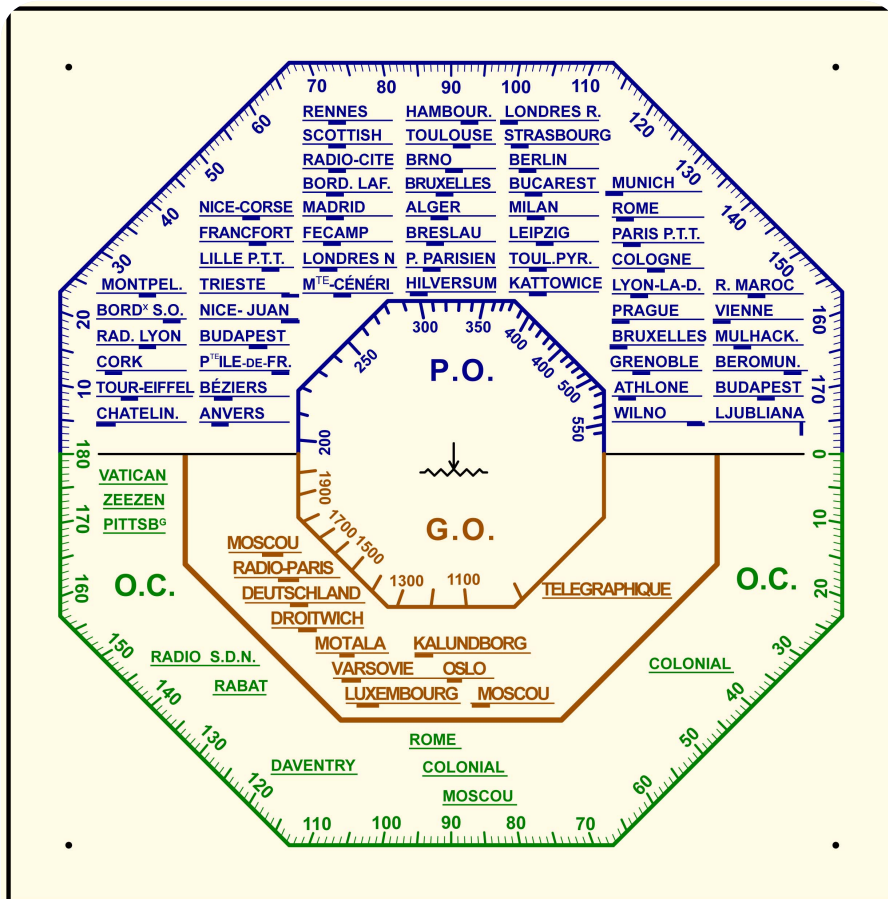 70 80 90 100 110
60 120
50 130
40 140
30 150
20 160
10 170
180 0
RENNES HAMBOUR. LONDRES R.
SCOTTISH TOULOUSE STRASBOURG
RADIO-CITE BRNO BERLIN
BORD. LAF. BRUXELLES BUCAREST MUNICH
NICE-CORSE MADRID ALGER MILAN ROME
FRANCFORT FECAMP BRESLAU LEIPZIG PARIS P.T.T.
LILLE P.T.T. LONDRES N P. PARISIEN TOUL.PYR. COLOGNE
MONTPEL. TRIESTE MTE-CÉNÉRI HILVERSUM KATTOWICE LYON-LA-D. R. MAROC
BORDX S.O. NICE- JUAN PRAGUE VIENNE
RAD. LYON BUDAPEST BRUXELLES MULHACK.
CORK PTEILE-DE-FR. GRENOBLE BEROMUN.
TOUR-EIFFEL BÉZIERS ATHLONE BUDAPEST
CHATELIN. ANVERS WILNO LJUBLIANA
200 250 300 350 400 400 500 550
P.O.
G.O.
1900 1700 1500 1300 1100
VATICAN
ZEEZEN
PITTSBG
O.C. O.C.
MOSCOU
RADIO-PARIS
DEUTSCHLAND TELEGRAPHIQUE
DROITWICH
MOTALA KALUNDBORG
VARSOVIE OSLO
LUXEMBOURG MOSCOU
RADIO S.D.N. COLONIAL
RABAT
ROME
DAVENTRY COLONIAL
MOSCOU
170 10
160 20
150 30
140 40
130 50
120 60
110 100 90 80 70